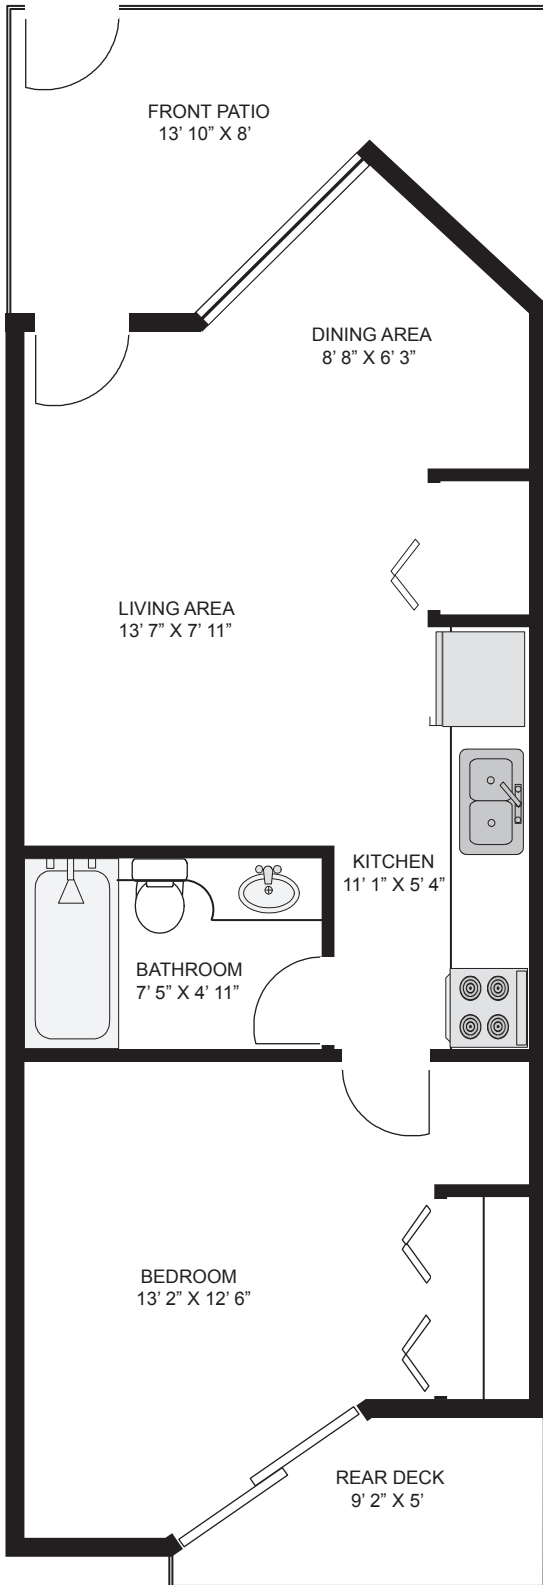 FRONT PATIO
13’ 10” X 8’
DINING AREA
8’ 8” X 6’ 3”
LIVING AREA
13’ 7” X 7’ 11”
KITCHEN
11’ 1” X 5’ 4”
BATHROOM
7’ 5” X 4’ 11”
BEDROOM
13’ 2” X 12’ 6”
REAR DECK
9’ 2” X 5’